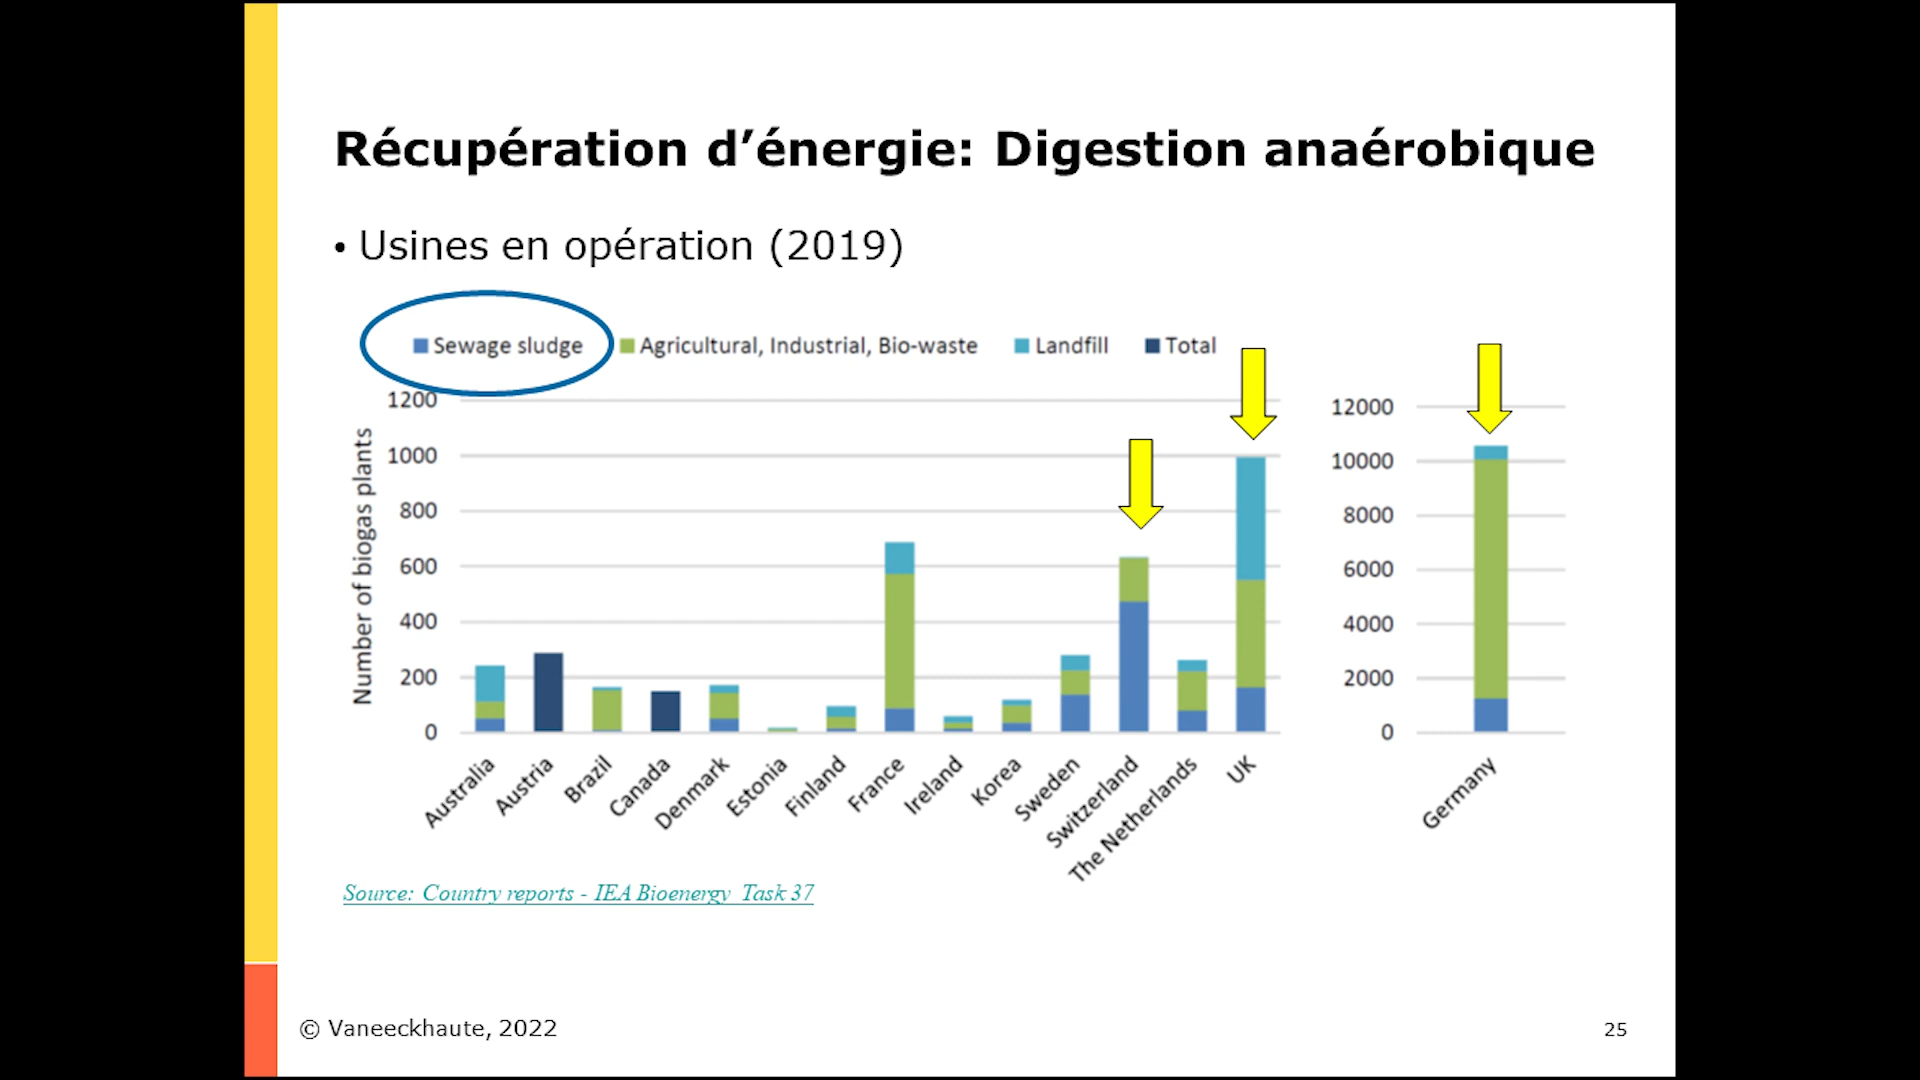 Récupération d’énergie: Digestion anaérobique
• Usines en opération (2019)
Sewage sludge Agricultural, Industrial, Bio-waste Landfill Total
Number of biogas plants
1200
1000
800
600
400
200
0
Australia
Austria
Brazil
Canada
Denmark
Estonia
Finland
France
Ireland
Korea
Sweden
Switzerland
The Netherlands
UK
12000
10000
8000
6000
4000
2000
0
Germany
Source: Country reports - IEA Bioenergy Task 37
© Vaneeckhaute, 2022
25